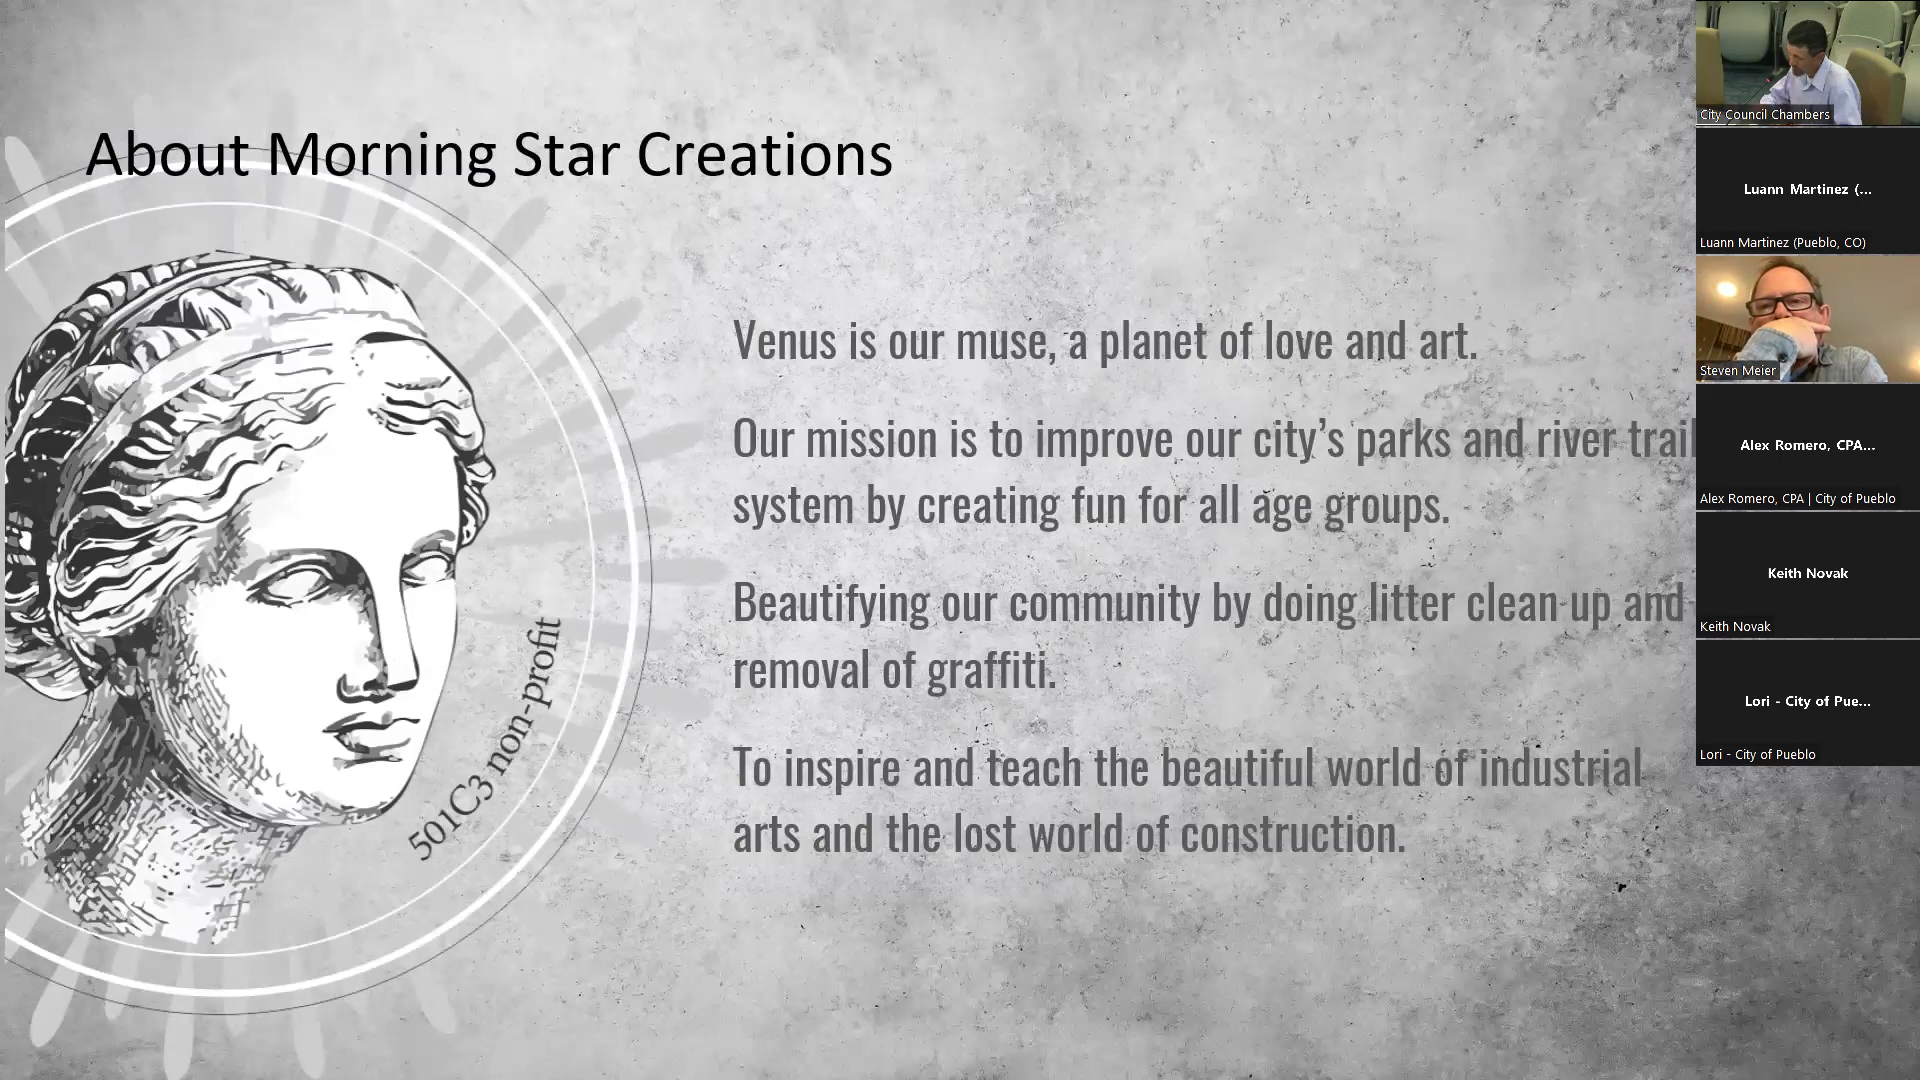 About Morning Star Creations
Venus is our muse, a planet of love and art.
Our mission is to improve our city’s parks and river trail
system by creating fun for all age groups.
Beautifying our community by doing litter clean up and
removal of graffiti.
To inspire and teach the beautiful world of industrial
arts and the lost world of construction.
501C3 non-profit
City Council Chambers
Luann Martinez (...
Luann Martinez (Pueblo, CO)
Steven Meier
Alex Romero, CPA...
Alex Romero, CPA | City of Pueblo
Keith Novak
Keith Novak
Lori - City of Pue...
Lori - City of Pueblo